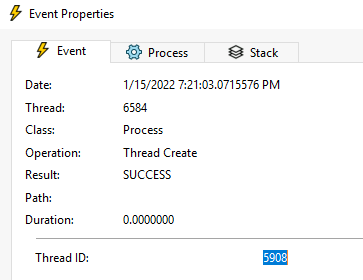 Event Properties
Event Process Stack
Date: 1/15/2022 7:21:03.0715576 PM
Thread: 6584
Class: Process
Operation: Thread Create
Result: SUCCESS
Path:
Duration: 0.0000000
Thread ID: 5908